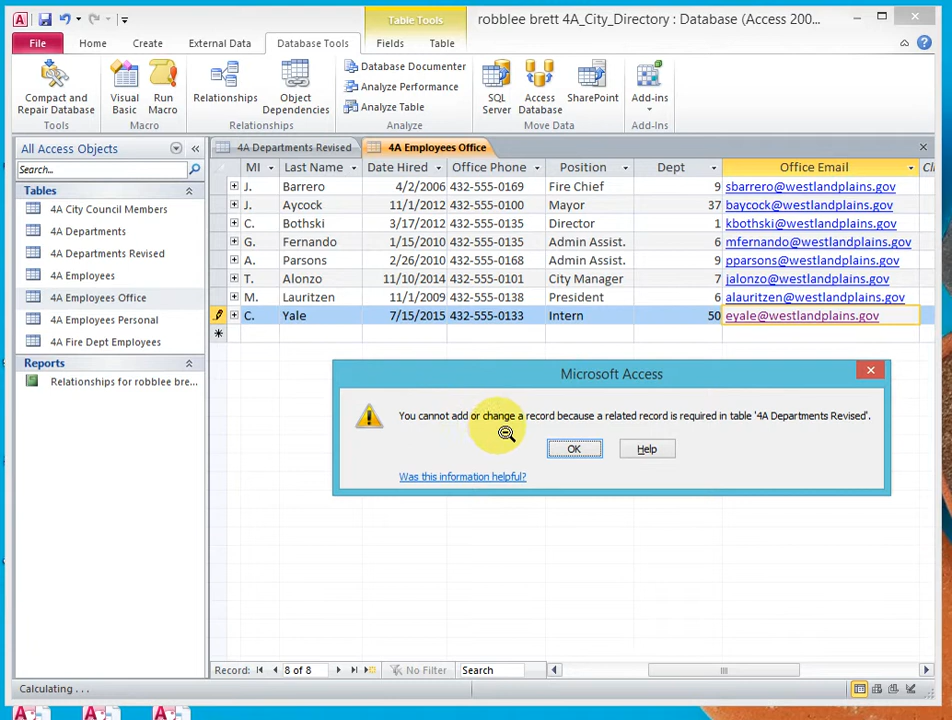 Table Tools
robblee brett 4A_City_Directory : Database (Access 200...
File Home Create External Data Database Tools Fields Table
Compact and Repair Database
Visual Basic
Run Macro
Relationships
Object Dependencies
Database Documenter
Analyze Performance
Analyze Table
SQL Server
Access Database
SharePoint
Add-ins
Tools Macro Relationships Analyze Move Data Add-Ins
All Access Objects
Search...
Tables
4A City Council Members
4A Departments
4A Departments Revised
4A Employees
4A Employees Office
4A Employees Personal
4A Fire Dept Employees
Reports
Relationships for robblee bre...
4A Departments Revised 4A Employees Office
MI Last Name Date Hired Office Phone Position Dept Office Email
J. Barrero 4/2/2006 432-555-0169 Fire Chief 9 sbarrero@westlandplains.gov
J. Aycock 11/1/2012 432-555-0100 Mayor 37 baycock@westlandplains.gov
C. Bothski 3/17/2012 432-555-0135 Director 1 kbothski@westlandplains.gov
G. Fernando 1/15/2010 432-555-0135 Admin Assist. 6 mfernando@westlandplains.gov
A. Parsons 2/26/2010 432-555-0168 Admin Assist. 9 pparsons@westlandplains.gov
T. Alonzo 11/10/2014 432-555-0101 City Manager 7 jalonzo@westlandplains.gov
M. Lauritzen 11/1/2009 432-555-0138 President 6 alauritzen@westlandplains.gov
C. Yale 7/15/2015 432-555-0133 Intern 50 eyale@westlandplains.gov
Microsoft Access
You cannot add or change a record because a related record is required in table '4A Departments Revised'.
OK Help
Was this information helpful?
Record: 8 of 8 No Filter Search
Calculating . . .